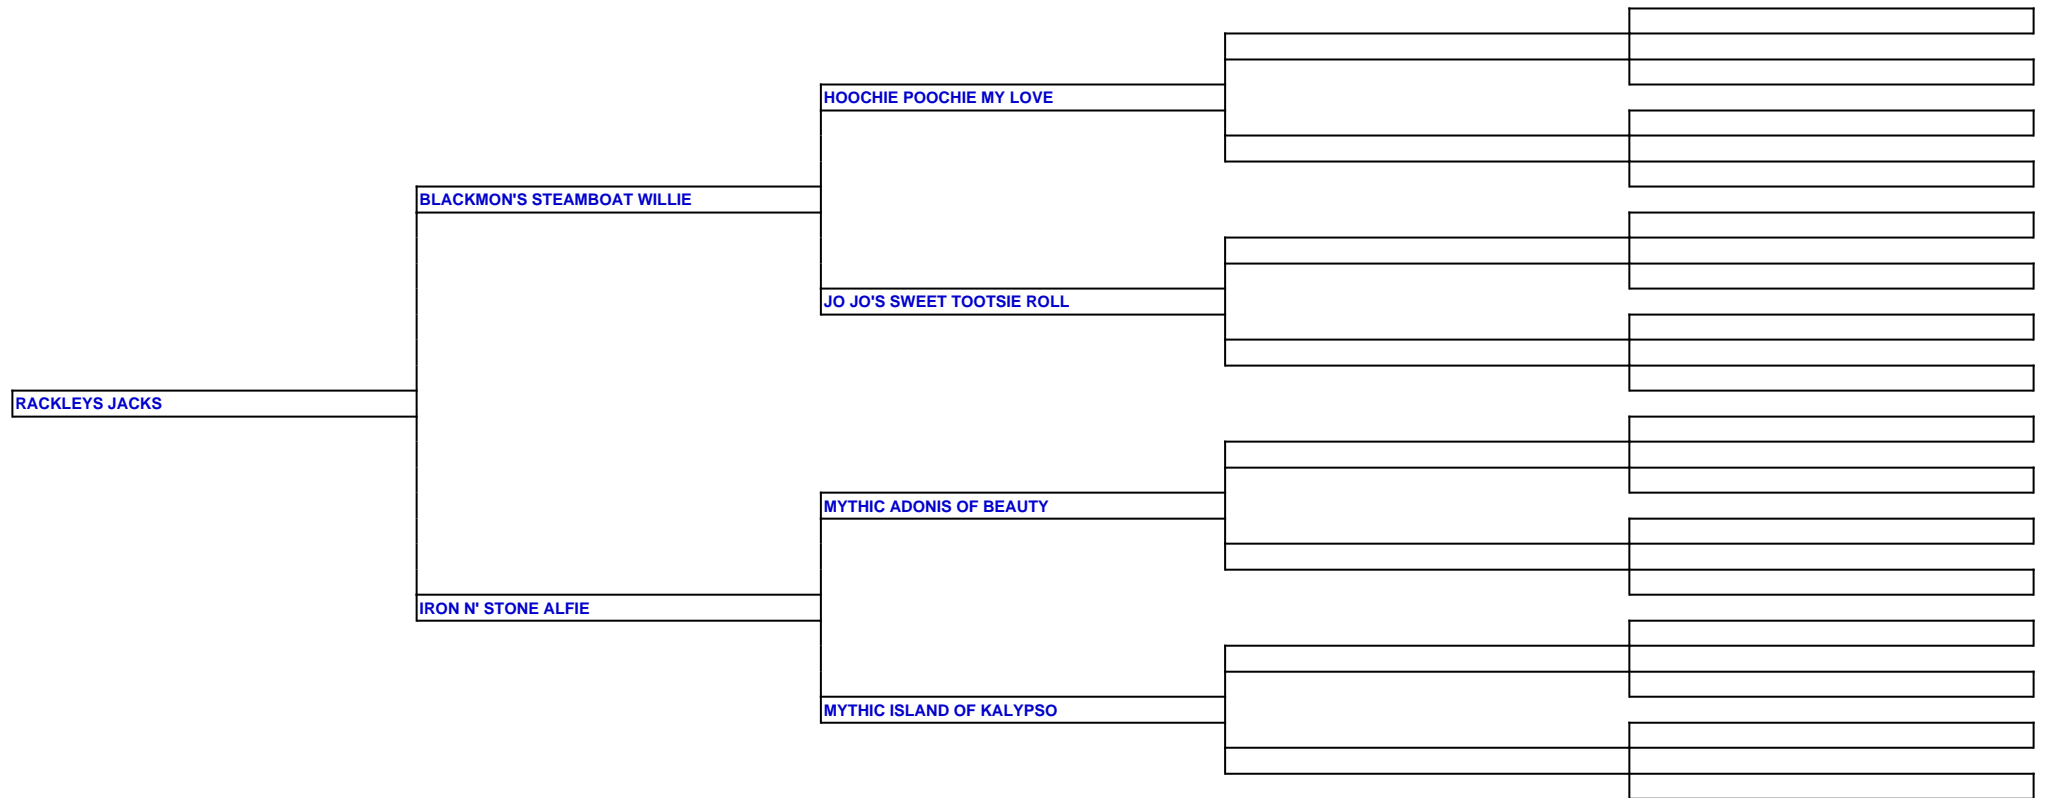 HOOCHIE POOCHIE MY LOVE
BLACKMON'S STEAMBOAT WILLIE
JO JO'S SWEET TOOTSIE ROLL
RACKLEYS JACKS
MYTHIC ADONIS OF BEAUTY
IRON N' STONE ALFIE
MYTHIC ISLAND OF KALYPSO